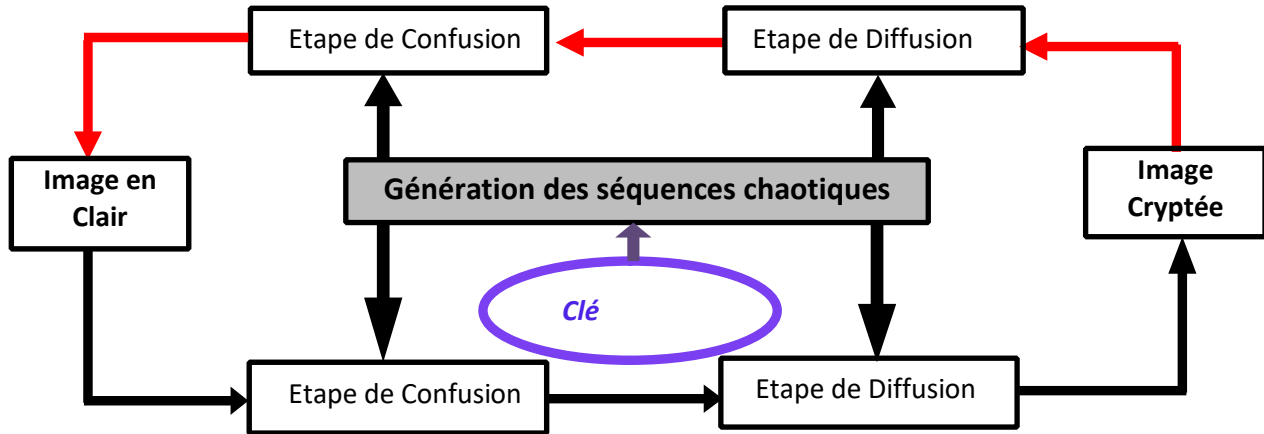 Etape de Confusion
Etape de Diffusion
Image en
Clair
Génération des séquences chaotiques
Image
Cryptée
Clé
Etape de Confusion
Etape de Diffusion